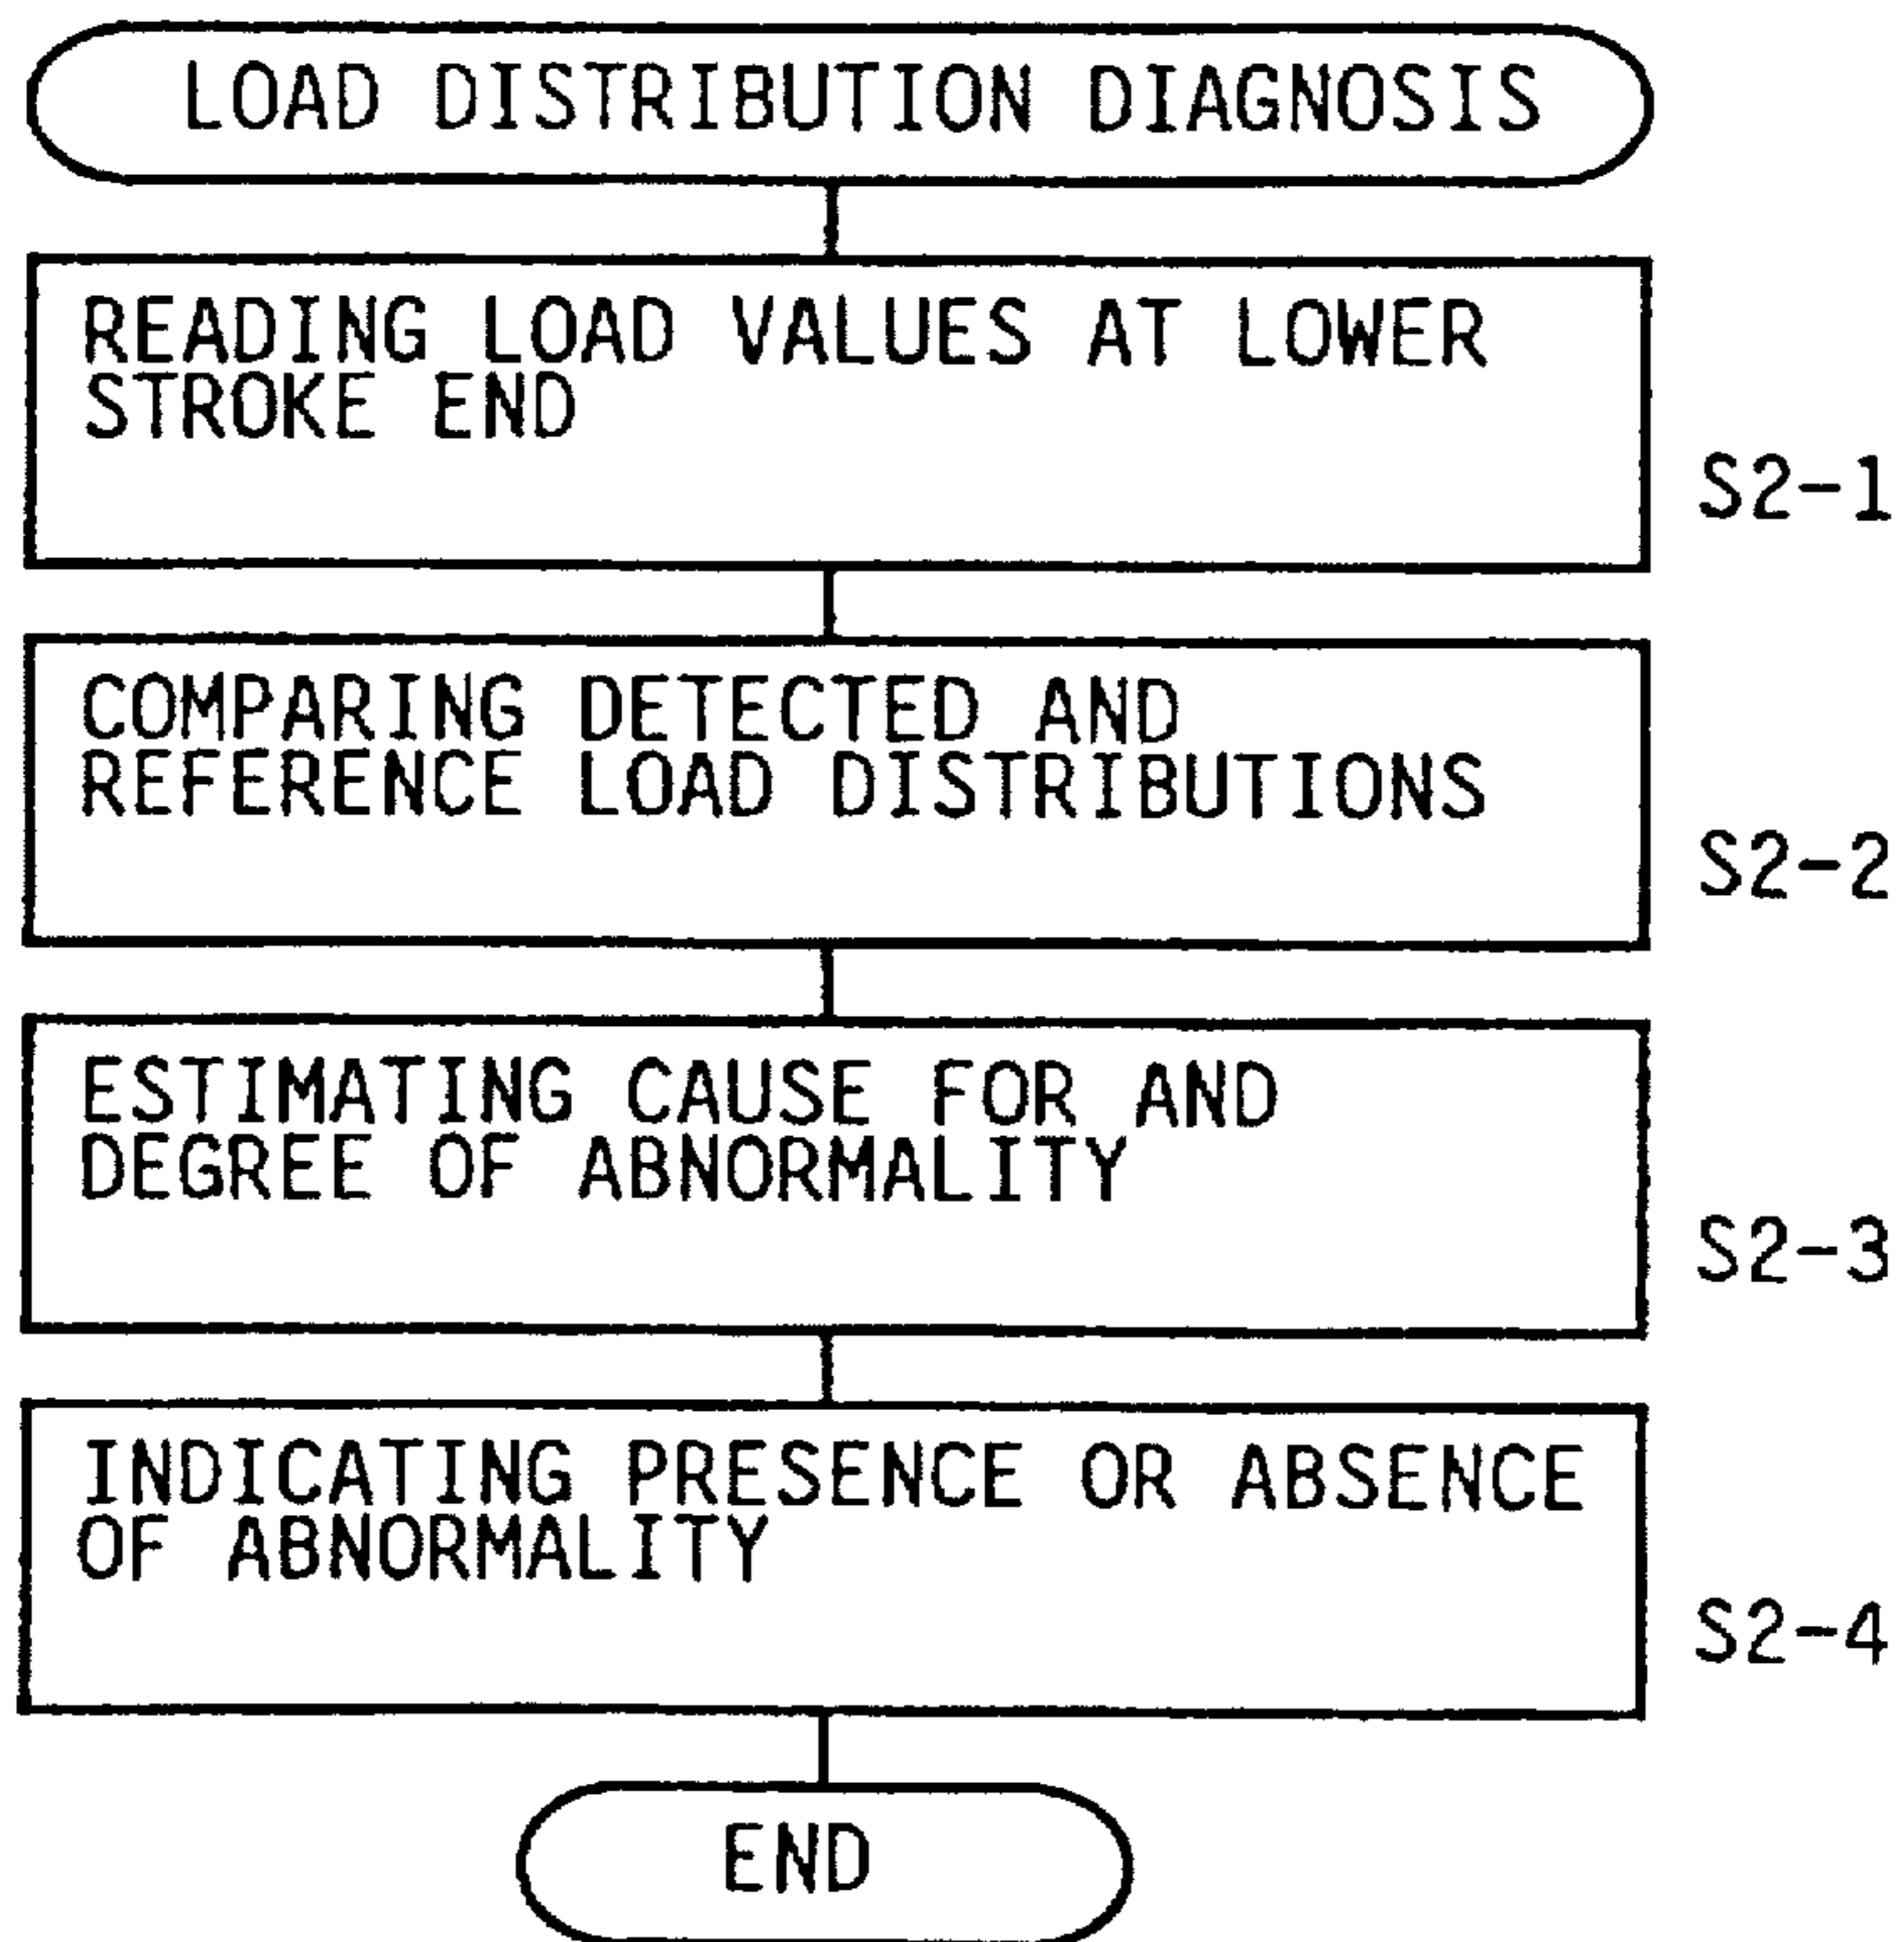 LOAD DISTRIBUTION DIAGNOSIS
READING LOAD VALUES AT LOWER
STROKE END
S2-1
COMPARING DETECTED AND
REFERENCE LOAD DISTRIBUTIONS
S2-2
ESTIMATING CAUSE FOR AND
DEGREE OF ABNORMALITY
S2-3
INDICATING PRESENCE OR ABSENCE
OF ABNORMALITY
S2-4
END